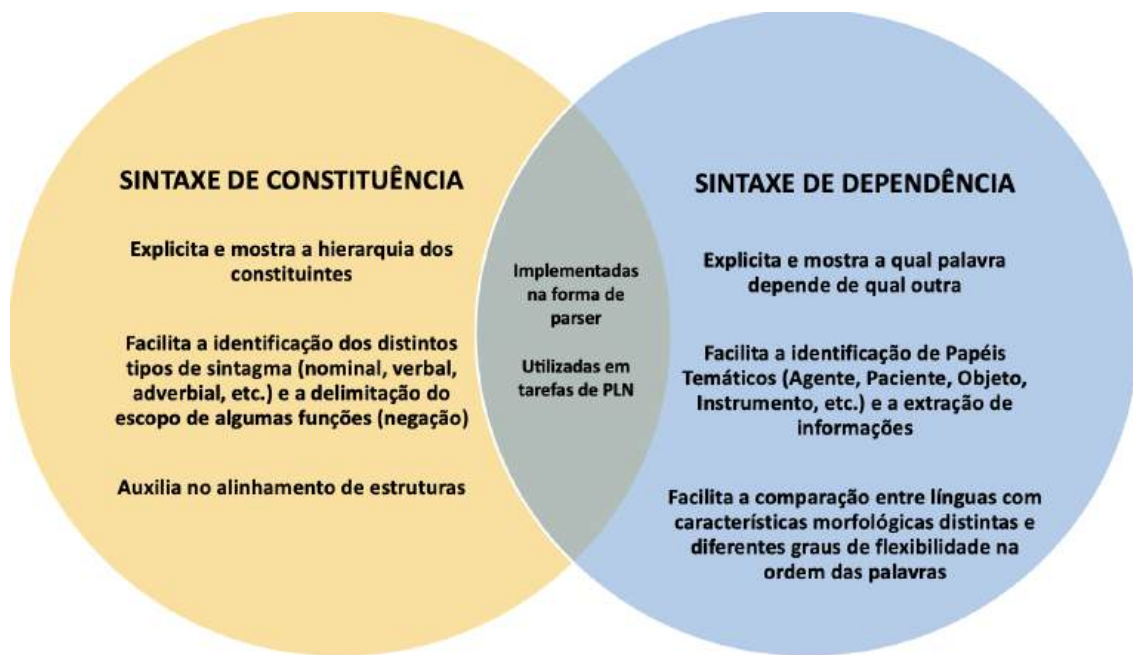 SINTAXE DE CONSTITUÊNCIA
Explicita e mostra a hierarquia dos
constituintes
Facilita a identificação dos distintos
tipos de sintagma (nominal, verbal,
adverbial, etc.) e a delimitação do
escopo de algumas funções (negação)
Auxilia no alinhamento de estruturas
Implementadas
na forma de
parser
Utilizadas em
tarefas de PLN
SINTAXE DE DEPENDÊNCIA
Explicita e mostra a qual palavra
depende de qual outra
Facilita a identificação de Papéis
Temáticos (Agente, Paciente, Objeto,
Instrumento, etc.) e a extração de
informações
Facilita a comparação entre línguas com
características morfológicas distintas e
diferentes graus de flexibilidade na
ordem das palavras